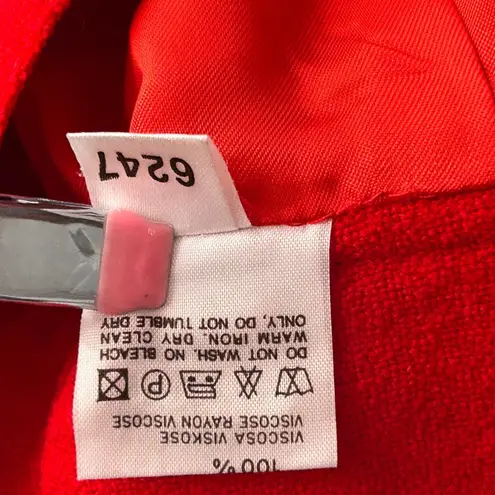 100%
VISCOSA VISKOSE
VISCOSE RAYON VISCOSE
P
DO NOT WASH. NO BLEACH
WARM IRON. DRY CLEAN
ONLY, DO NOT TUMBLE DRY
6247